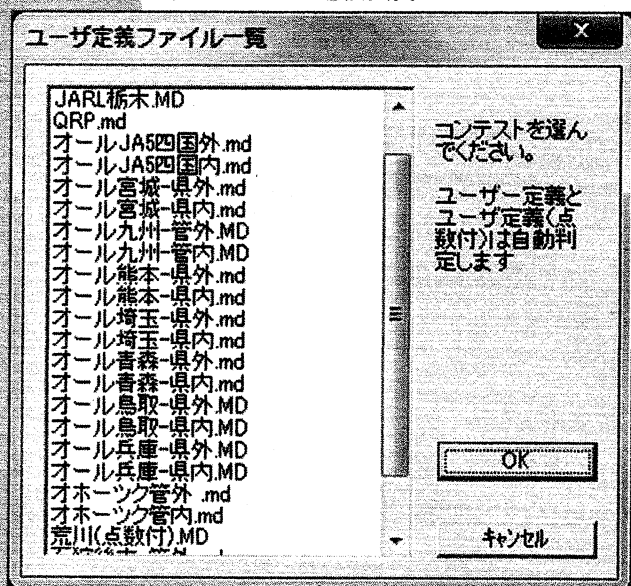 ユーザ定義ファイル一覧
JARL栃木.MD
QRP.md
オールJA5四国外.md
オールJA5四国内.md
オール宮城-県外.md
オール宮城-県内.md
オール九州-管外.MD
オール九州-管内.MD
オール熊本-県外.md
オール熊本-県内.md
オール埼玉-県外.md
オール埼玉-県内.md
オール青森-県外.md
オール青森-県内.md
オール鳥取-県外.MD
オール鳥取-県内.MD
オール兵庫-県外.MD
オール兵庫-県内.MD
オホーツク管外 .md
オホーツク管内.md
荒川(点数付).MD
コンテストを選ん
でください。
ユーザー定義と
ユーザ定義(点
数付)は自動判
定します
OK
キャンセル